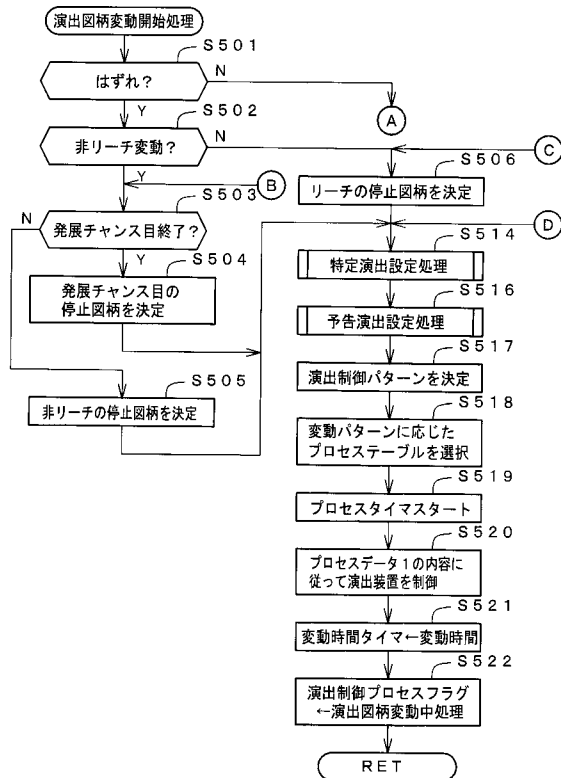 演出図柄変動開始処理
S501
はずれ?
N
Y
A
S502
非リーチ変動?
N
Y
C
B
S506
リーチの停止図柄を決定
S503
N
発展チャンス目終了?
Y
D
S504
発展チャンス目の
停止図柄を決定
S505
非リーチの停止図柄を決定
S514
特定演出設定処理
S516
予告演出設定処理
S517
演出制御パターンを決定
S518
変動パターンに応じた
プロセステーブルを選択
S519
プロセスタイマスタート
S520
プロセスデータ1の内容に
従って演出装置を制御
S521
変動時間タイマ←変動時間
S522
演出制御プロセスフラグ
←演出図柄変動中処理
RET